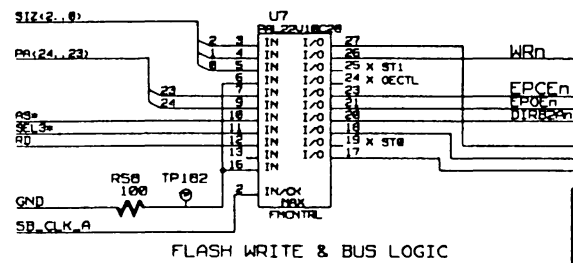 SIZ(2..0)
U7
PAL22V10C20
2 3 IN I/O 27
1 4 IN I/O 26 WRn
0 5 IN I/O 25 X ST1
PA(24..23)
6 IN I/O 24 X OECTL
23 7 IN I/O 23 EPCEn
24 9 IN I/O 21 EPOEn
AS* 10 IN I/O 20 DIRB2An
SEL3* 11 IN I/O 18
RD 12 IN I/O 19 X ST0
13 IN I/O 17
16 IN
R58 TP182
100
GND
2 IN/CK
MAX
FMCNTRL
SB_CLK_A
FLASH WRITE & BUS LOGIC